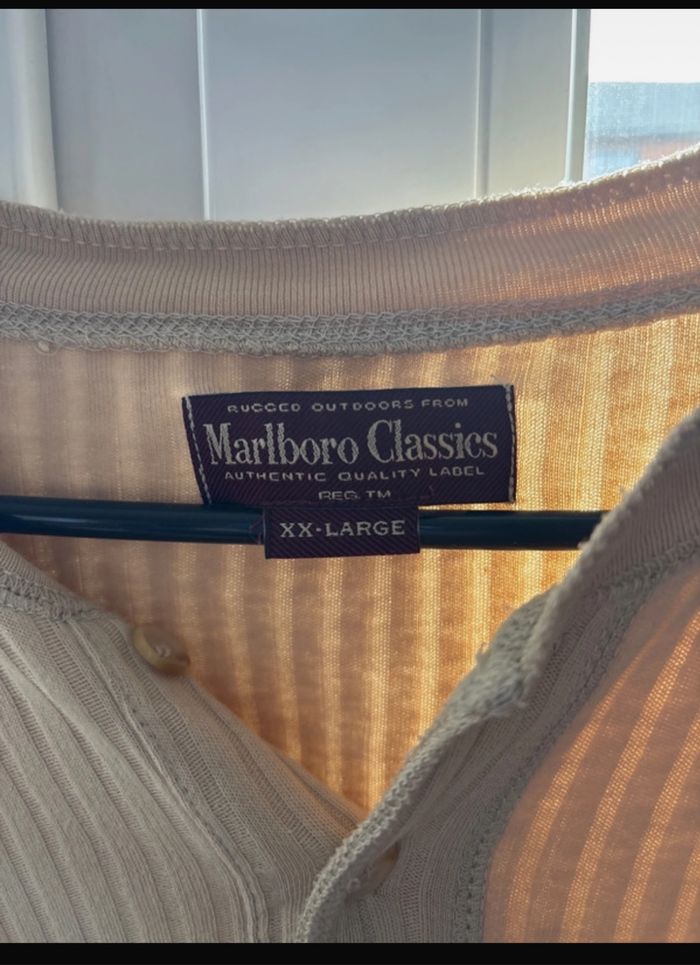 RUGGED OUTDOORS FROM
Marlboro Classics
AUTHENTIC QUALITY LABEL
REG. TM
XX-LARGE